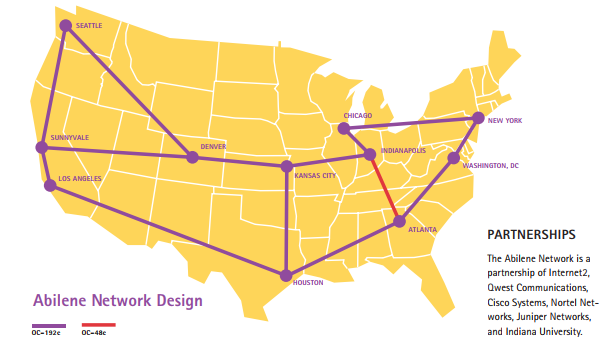 SEATTLE
CHICAGO
NEW YORK
SUNNYVALE
DENVER
INDIANAPOLIS
WASHINGTON, DC
KANSAS CITY
LOS ANGELES
ATLANTA
HOUSTON
PARTNERSHIPS
The Abilene Network is a
partnership of Internet2,
Qwest Communications,
Cisco Systems, Nortel Net-
works, Juniper Networks,
and Indiana University.
Abilene Network Design
OC-192c OC-48c